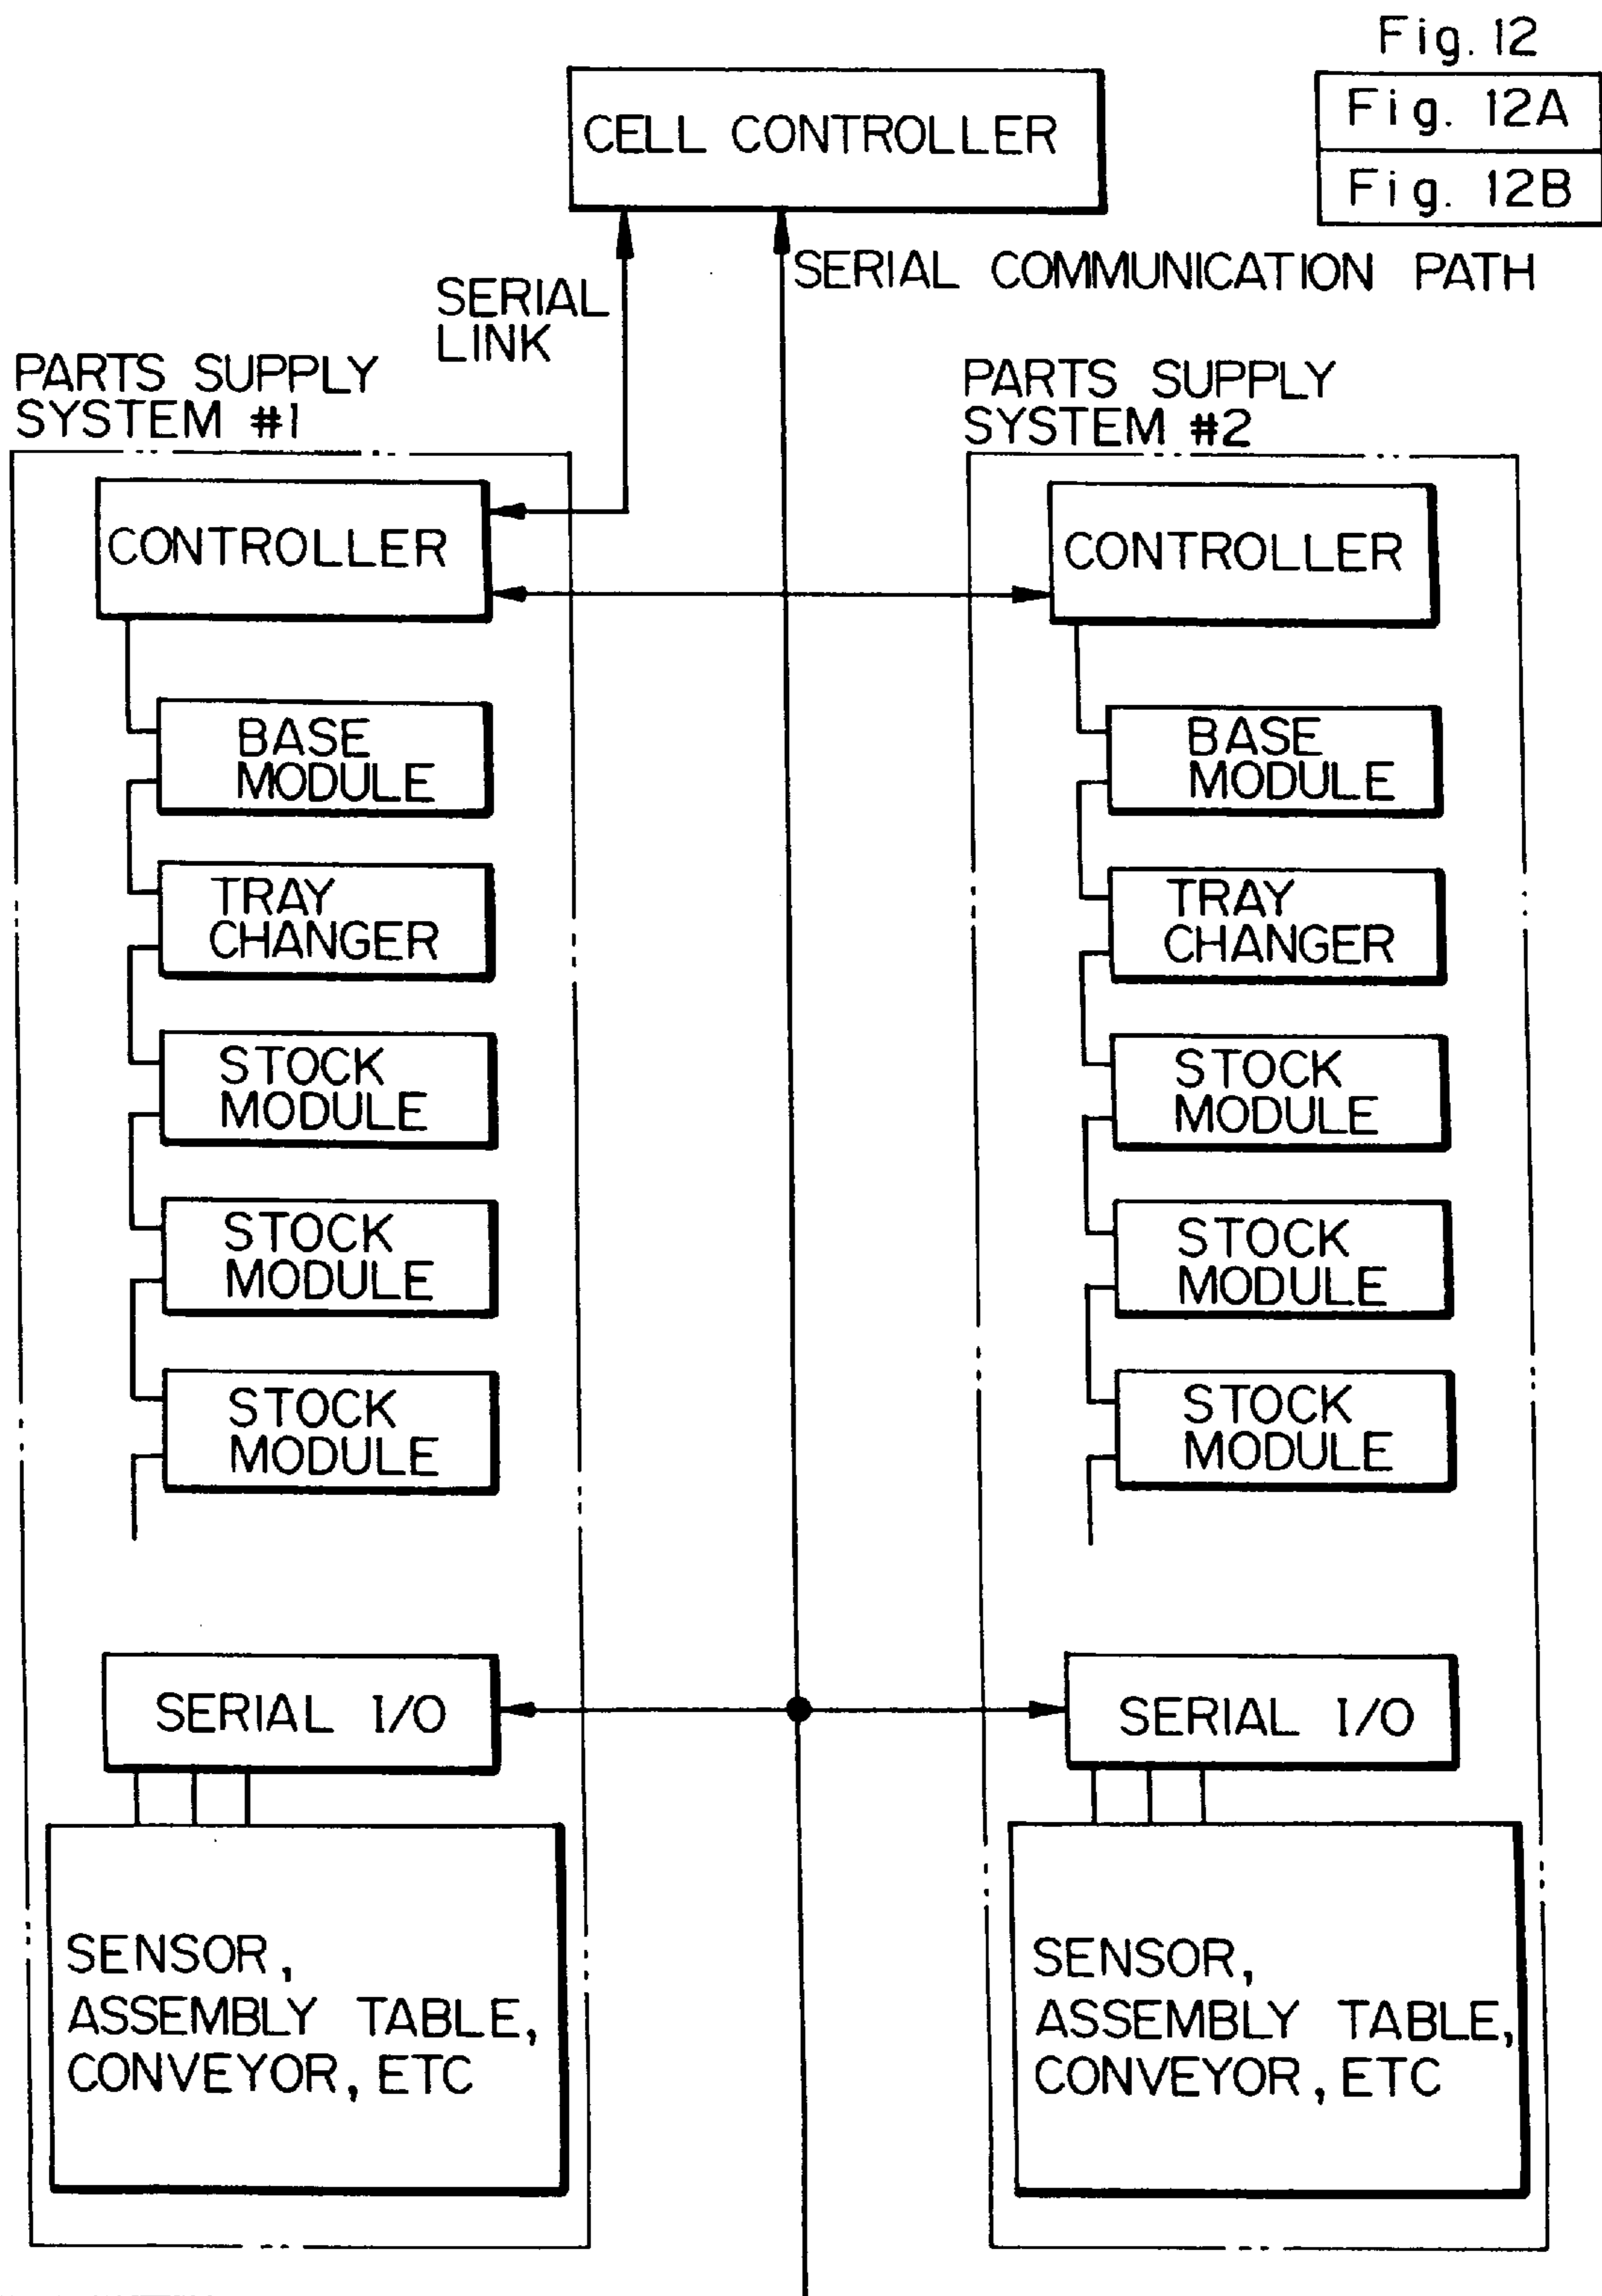 Fig. 12
Fig. 12A
Fig. 12B
CELL CONTROLLER
SERIAL COMMUNICATION PATH
SERIAL
LINK
PARTS SUPPLY
SYSTEM #1
CONTROLLER
BASE
MODULE
TRAY
CHANGER
STOCK
MODULE
STOCK
MODULE
STOCK
MODULE
SERIAL I/O
SENSOR,
ASSEMBLY TABLE,
CONVEYOR, ETC
PARTS SUPPLY
SYSTEM #2
CONTROLLER
BASE
MODULE
TRAY
CHANGER
STOCK
MODULE
STOCK
MODULE
STOCK
MODULE
SERIAL I/O
SENSOR,
ASSEMBLY TABLE,
CONVEYOR, ETC